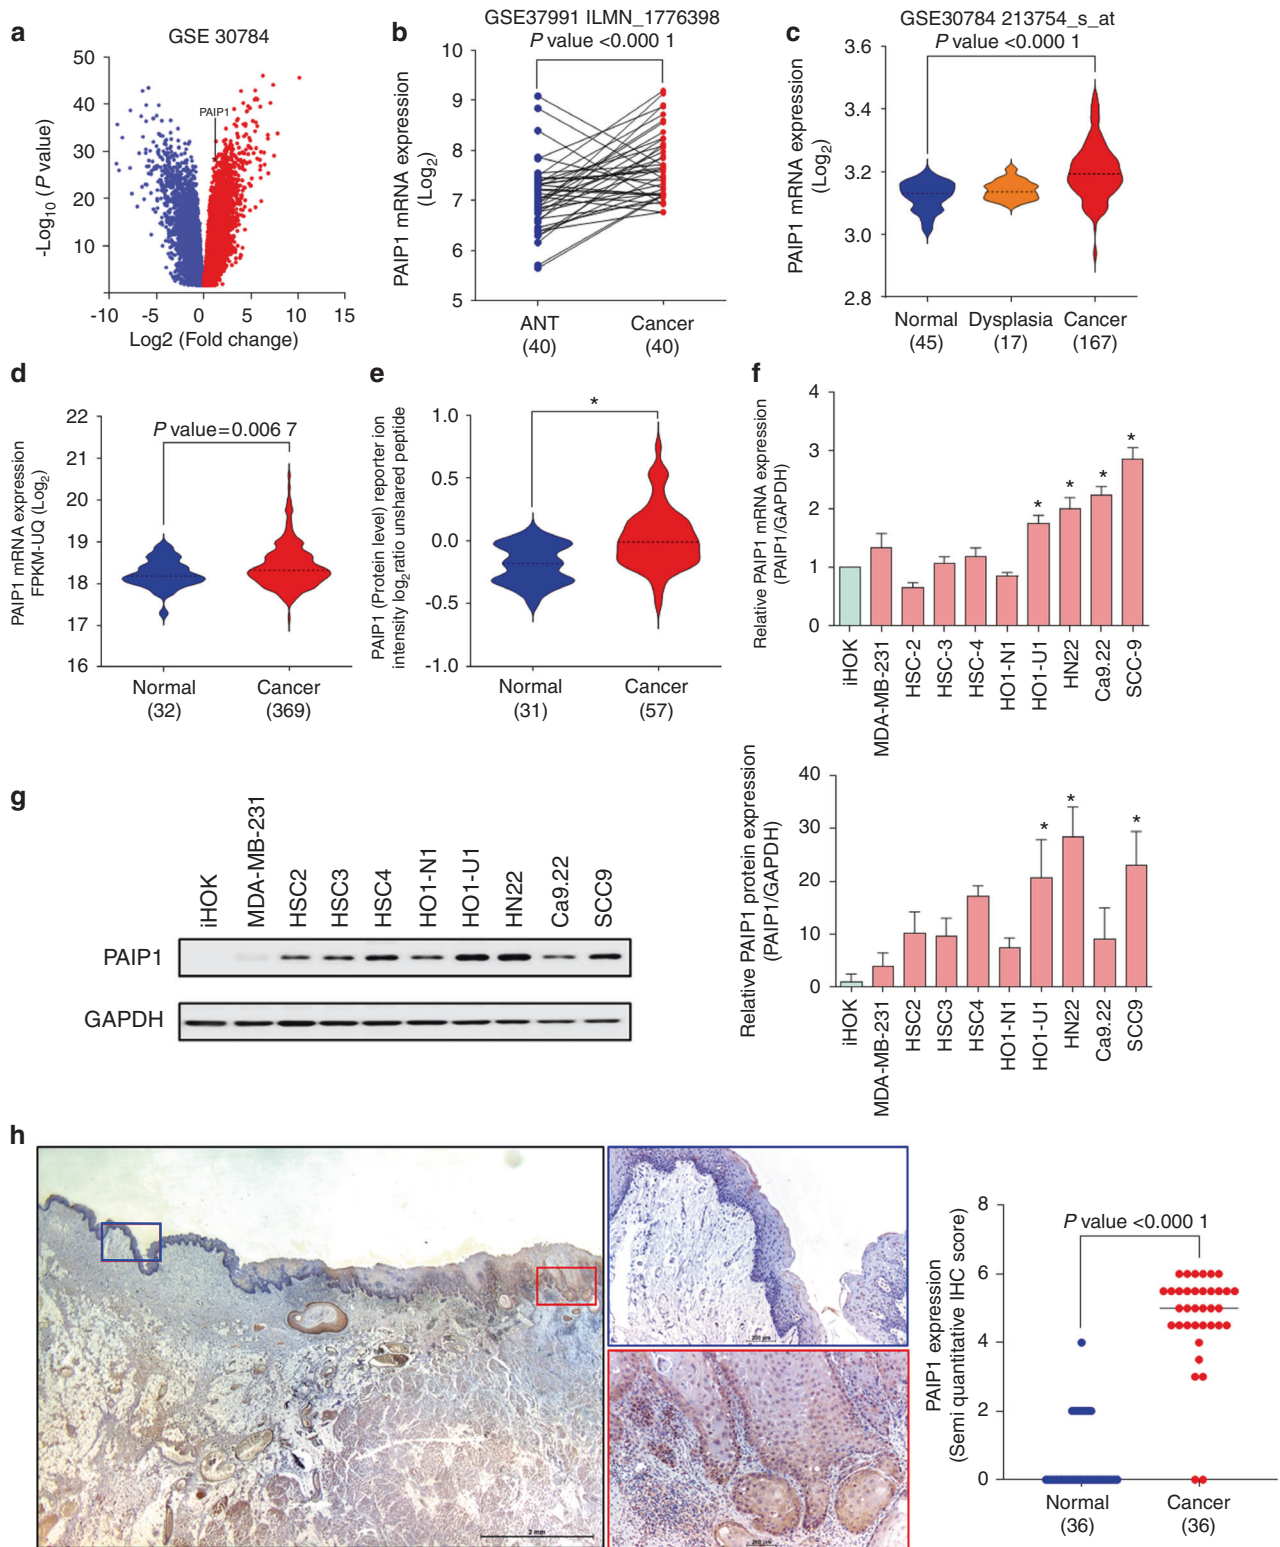 a
GSE 30784
50
40
30
20
10
-Log10 (P value)
PAIP1
-10 -5 0 5 10 15
Log2 (Fold change)
b
GSE37991 ILMN_1776398
P value <0.000 1
10
9
8
7
6
5
PAIP1 mRNA expression
(Log2)
ANT Cancer
(40) (40)
c
GSE30784 213754_s_at
P value <0.000 1
3.6
3.4
3.2
3.0
2.8
PAIP1 mRNA expression
(Log2)
Normal Dysplasia Cancer
(45) (17) (167)
d
P value=0.006 7
22
21
20
19
18
17
16
PAIP1 mRNA expression
FPKM-UQ (Log2)
Normal Cancer
(32) (369)
e
*
1.0
0.5
0.0
-0.5
-1.0
PAIP1 (Protein level) reporter ion
intensity log2ratio unshared peptide
Normal Cancer
(31) (57)
f
4
3
2
1
0
Relative PAIP1 mRNA expression
(PAIP1/GAPDH)
* * * *
iHOK
MDA-MB-231
HSC-2
HSC-3
HSC-4
HO1-N1
HO1-U1
HN22
Ca9.22
SCC-9
g
iHOK
MDA-MB-231
HSC2
HSC3
HSC4
HO1-N1
HO1-U1
HN22
Ca9.22
SCC9
PAIP1
GAPDH
40
30
20
10
0
Relative PAIP1 protein expression
(PAIP1/GAPDH)
* * *
iHOK
MDA-MB-231
HSC2
HSC3
HSC4
HO1-N1
HO1-U1
HN22
Ca9.22
SCC9
h
2 mm
200 μm
200 μm
P value <0.000 1
8
6
4
2
0
PAIP1 expression
(Semi quantitative IHC score)
Normal Cancer
(36) (36)